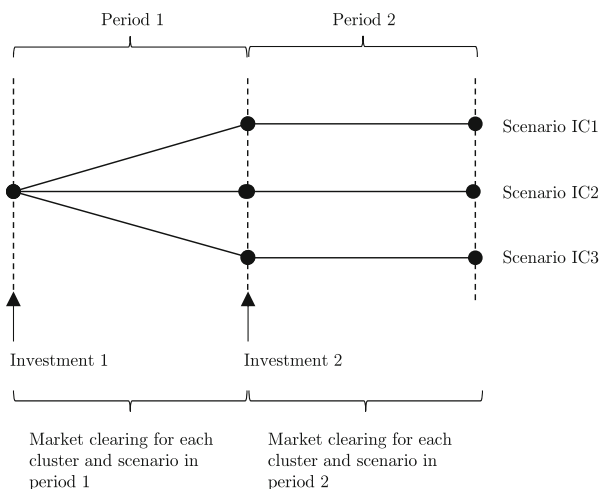 Period 1
Period 2
Scenario IC1
Scenario IC2
Scenario IC3
Investment 1
Investment 2
Market clearing for each
cluster and scenario in
period 1
Market clearing for each
cluster and scenario in
period 2